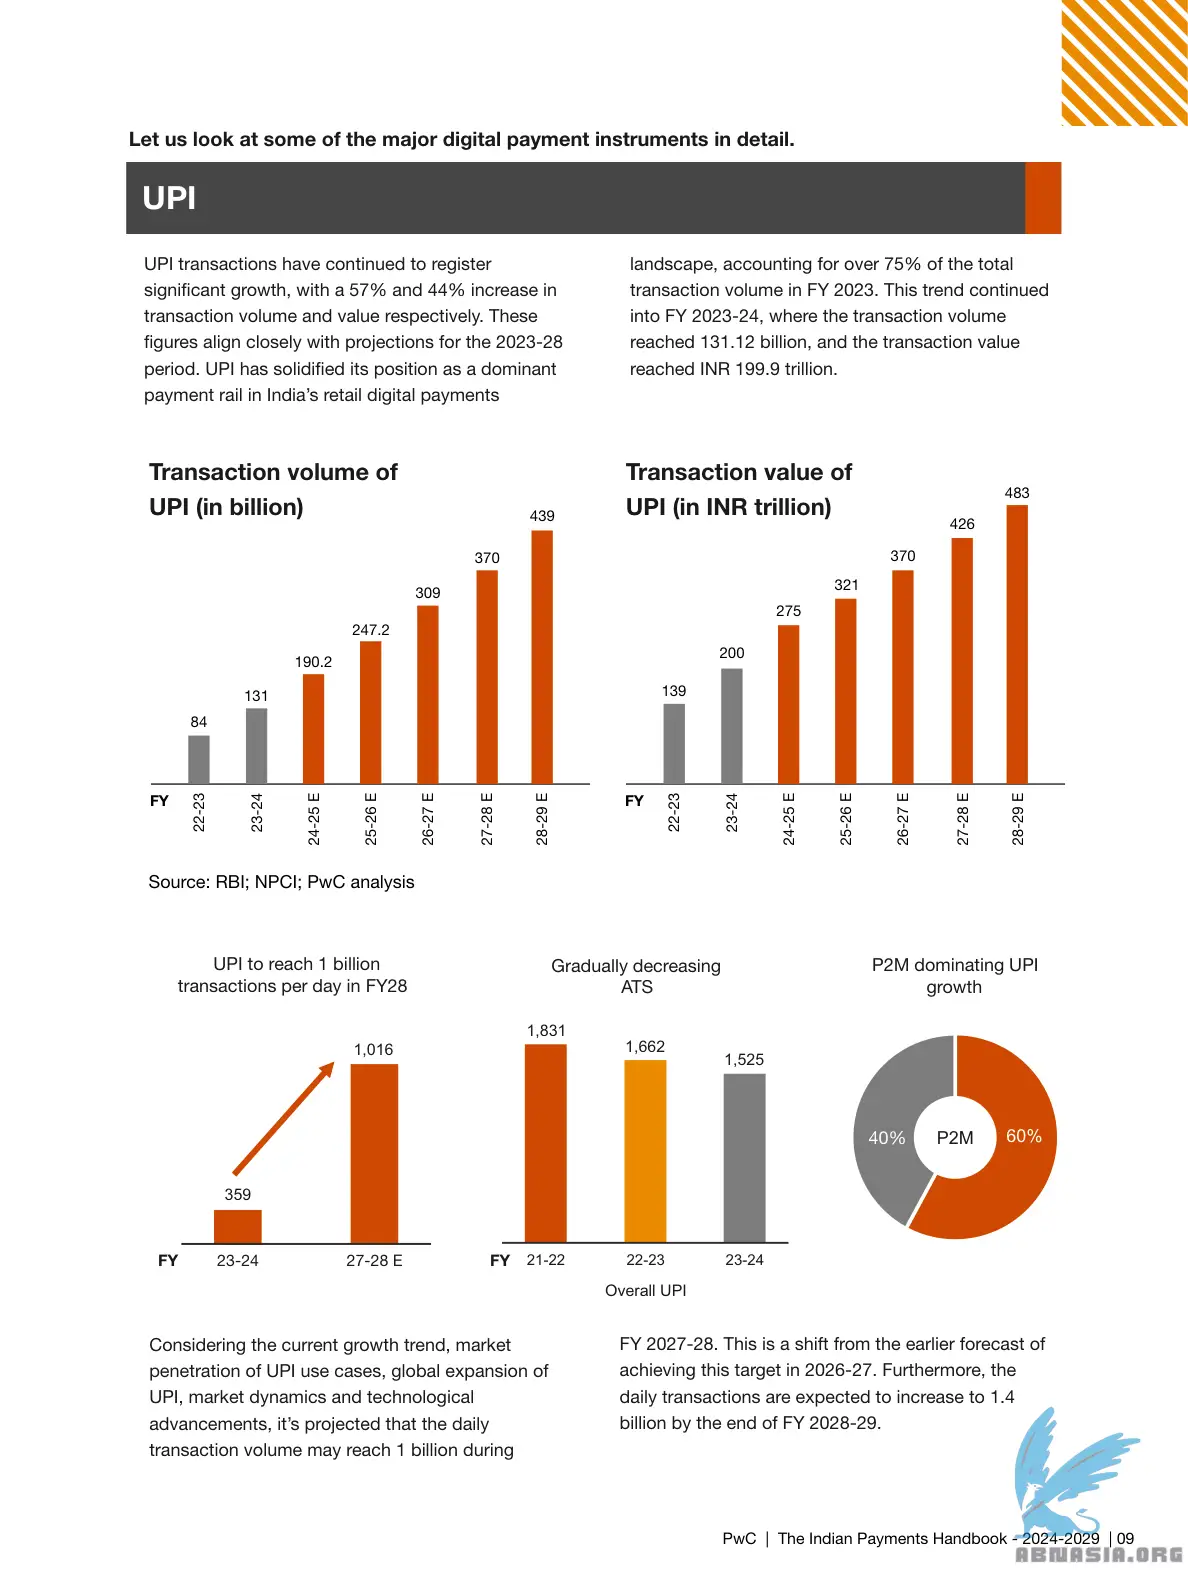 Let us look at some of the major digital payment instruments in detail.
UPI
UPI transactions have continued to register
significant growth, with a 57% and 44% increase in
transaction volume and value respectively. These
figures align closely with projections for the 2023-28
period. UPI has solidified its position as a dominant
payment rail in India’s retail digital payments
landscape, accounting for over 75% of the total
transaction volume in FY 2023. This trend continued
into FY 2023-24, where the transaction volume
reached 131.12 billion, and the transaction value
reached INR 199.9 trillion.
Transaction volume of
UPI (in billion)
84
131
190.2
247.2
309
370
439
FY
22-23
23-24
24-25 E
25-26 E
26-27 E
27-28 E
28-29 E
Transaction value of
UPI (in INR trillion)
139
200
275
321
370
426
483
FY
22-23
23-24
24-25 E
25-26 E
26-27 E
27-28 E
28-29 E
Source: RBI; NPCI; PwC analysis
UPI to reach 1 billion
transactions per day in FY28
359
1,016
FY
23-24
27-28 E
Gradually decreasing
ATS
1,831
1,662
1,525
FY
21-22
22-23
23-24
Overall UPI
P2M dominating UPI
growth
40%
P2M
60%
Considering the current growth trend, market
penetration of UPI use cases, global expansion of
UPI, market dynamics and technological
advancements, it’s projected that the daily
transaction volume may reach 1 billion during
FY 2027-28. This is a shift from the earlier forecast of
achieving this target in 2026-27. Furthermore, the
daily transactions are expected to increase to 1.4
billion by the end of FY 2028-29.
PwC | The Indian Payments Handbook - 2024-2029 | 09
ABNASIA.ORG